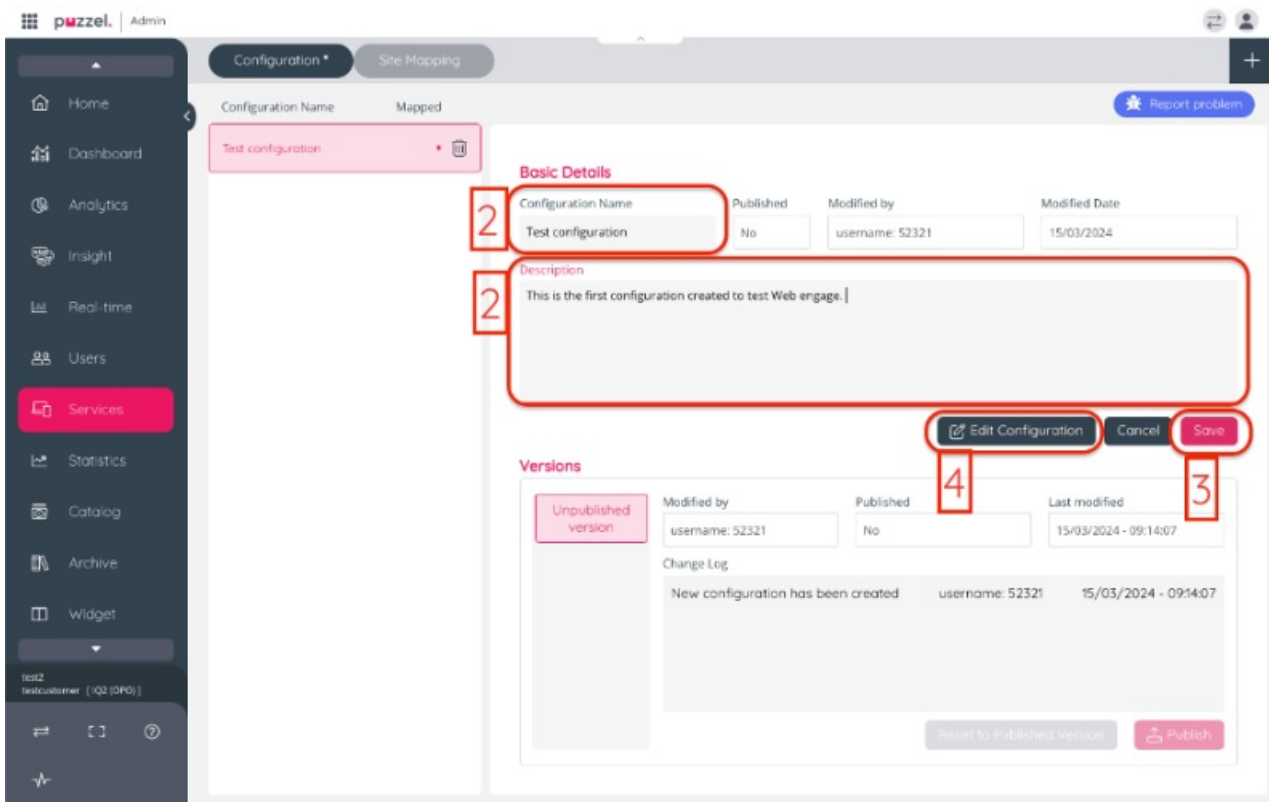 puzzel. Admin
Configuration * Site Mapping
+
Home
Dashboard
Analytics
Insight
Real-time
Users
Services
Statistics
Catalog
Archive
Widget
test2
testcustomer [ IQ2 (OPO) ]
Configuration Name Mapped
Test configuration *
Report problem
Basic Details
2
Configuration Name Published Modified by Modified Date
Test configuration No username: 52321 15/03/2024
2
Description
This is the first configuration created to test Web engage.
Edit Configuration Cancel Save
4 3
Versions
Unpublished
version
Modified by Published Last modified
username: 52321 No 15/03/2024 - 09:14:07
Change Log
New configuration has been created username: 52321 15/03/2024 - 09:14:07
Reset to Published Version Publish